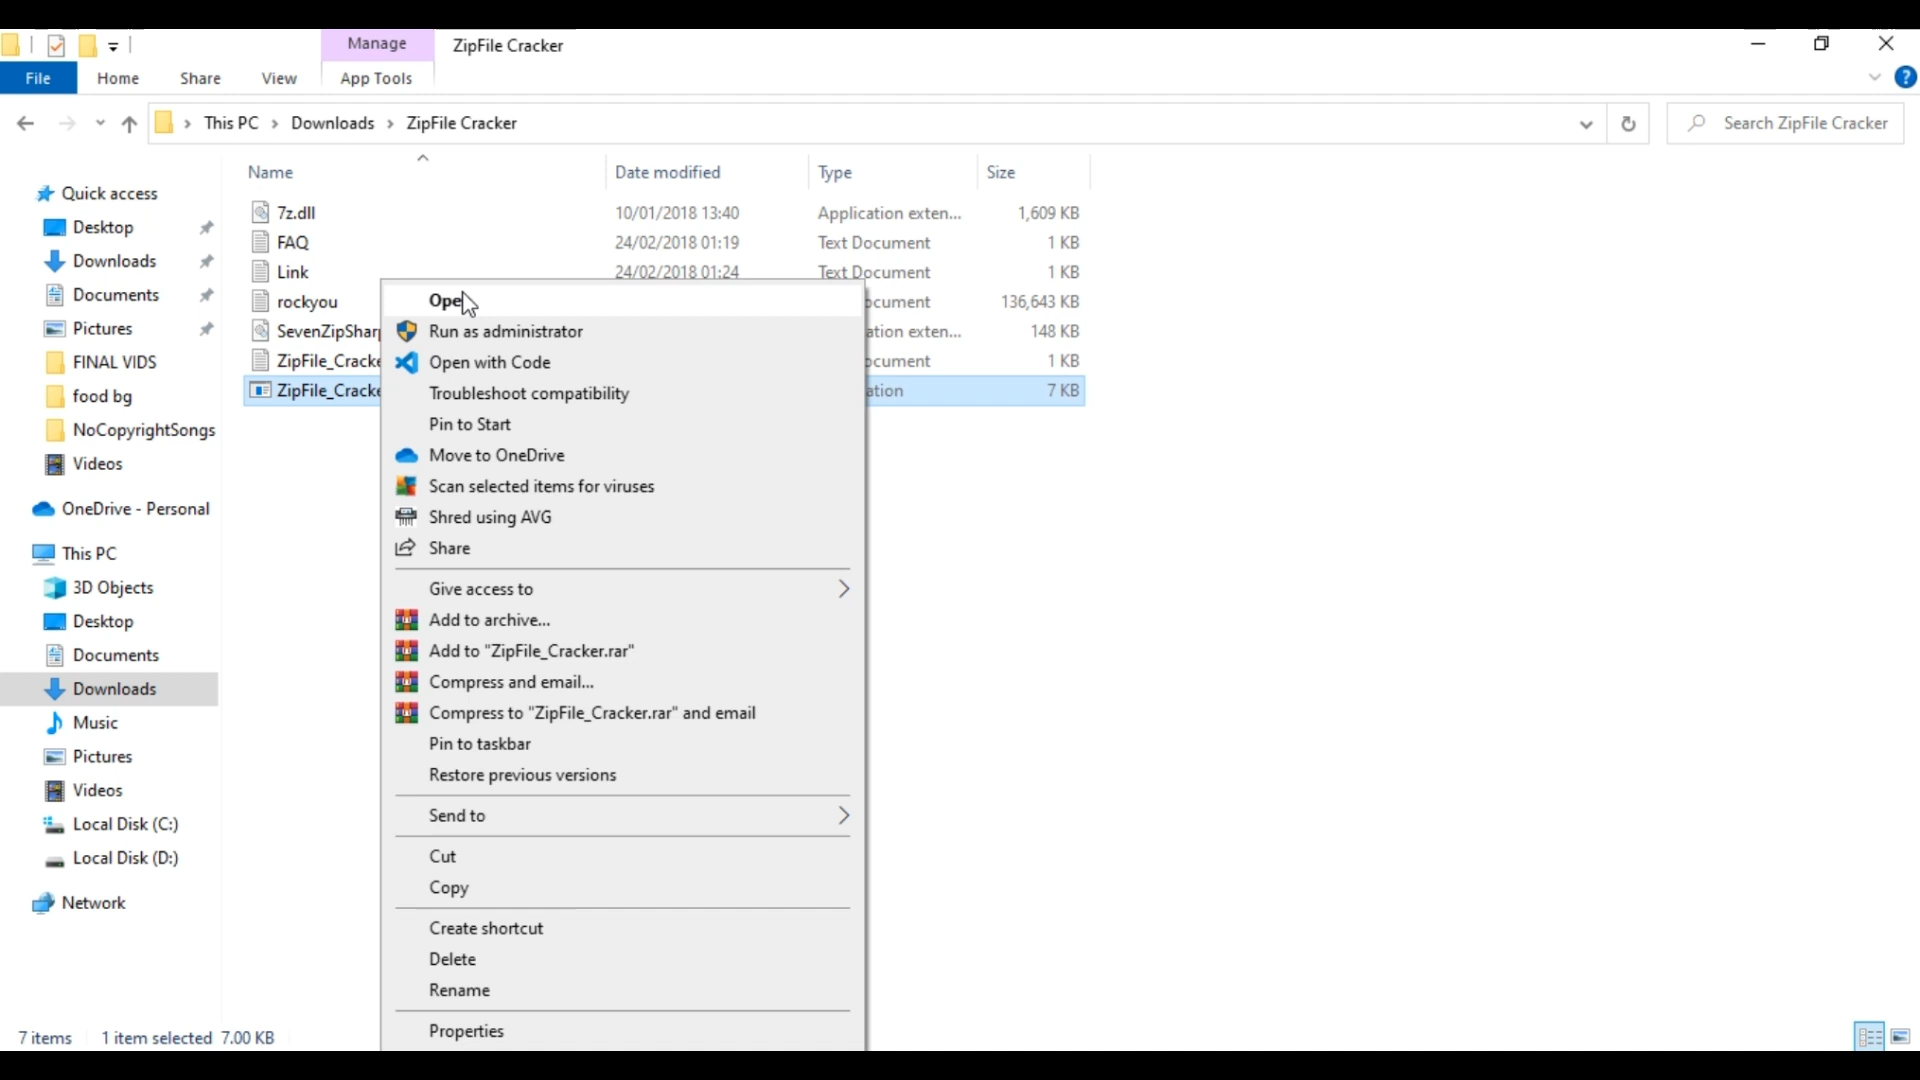 Manage
ZipFile Cracker
File
Home
Share
View
App Tools
This PC > Downloads > ZipFile Cracker
Search ZipFile Cracker
Name
Date modified
Type
Size
Quick access
Desktop
Downloads
Documents
Pictures
FINAL VIDS
food bg
NoCopyrightSongs
Videos
OneDrive - Personal
This PC
3D Objects
Desktop
Documents
Downloads
Music
Pictures
Videos
Local Disk (C:)
Local Disk (D:)
Network
7z.dll 10/01/2018 13:40 Application exten... 1,609 KB
FAQ 24/02/2018 01:19 Text Document 1 KB
Link 24/02/2018 01:24 Text Document 1 KB
rockyou ocument 136,643 KB
SevenZipShar ation exten... 148 KB
ZipFile_Cracke ocument 1 KB
ZipFile_Cracke ation 7 KB
Ope
Run as administrator
Open with Code
Troubleshoot compatibility
Pin to Start
Move to OneDrive
Scan selected items for viruses
Shred using AVG
Share
Give access to
Add to archive...
Add to "ZipFile_Cracker.rar"
Compress and email...
Compress to "ZipFile_Cracker.rar" and email
Pin to taskbar
Restore previous versions
Send to
Cut
Copy
Create shortcut
Delete
Rename
Properties
7 items 1 item selected 7.00 KB